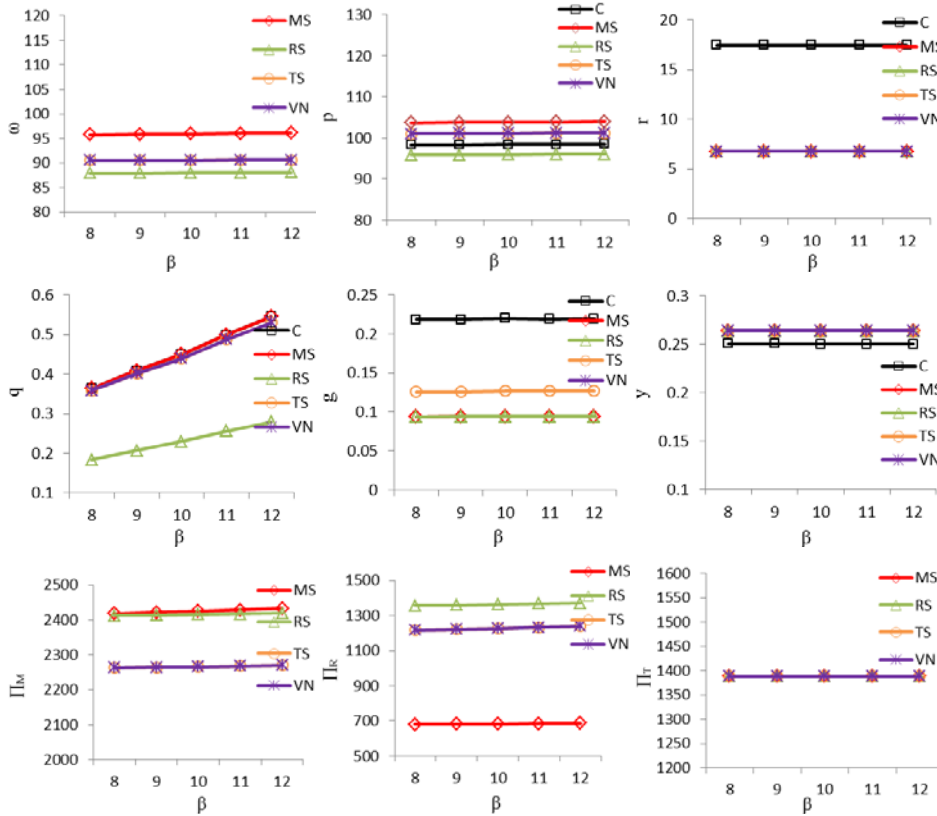 120
115
110
105
100
95
90
85
80
ω
8 9 10 11 12
β
MS
RS
TS
VN
130
120
110
100
90
80
p
8 9 10 11 12
β
C
MS
RS
TS
VN
20
15
10
5
0
r
8 9 10 11 12
β
C
MS
RS
TS
VN
0.6
0.5
0.4
0.3
0.2
0.1
q
8 9 10 11 12
β
C
MS
RS
TS
VN
0.25
0.2
0.15
0.1
0.05
0
g
8 9 10 11 12
β
C
MS
RS
TS
VN
0.3
0.25
0.2
0.15
0.1
y
8 9 10 11 12
β
C
MS
RS
TS
VN
2500
2400
2300
2200
2100
2000
Π_M
8 9 10 11 12
β
MS
RS
TS
VN
1500
1300
1100
900
700
500
Π_R
8 9 10 11 12
β
MS
RS
TS
VN
1600
1550
1500
1450
1400
1350
1300
1250
1200
Π_T
8 9 10 11 12
β
MS
RS
TS
VN